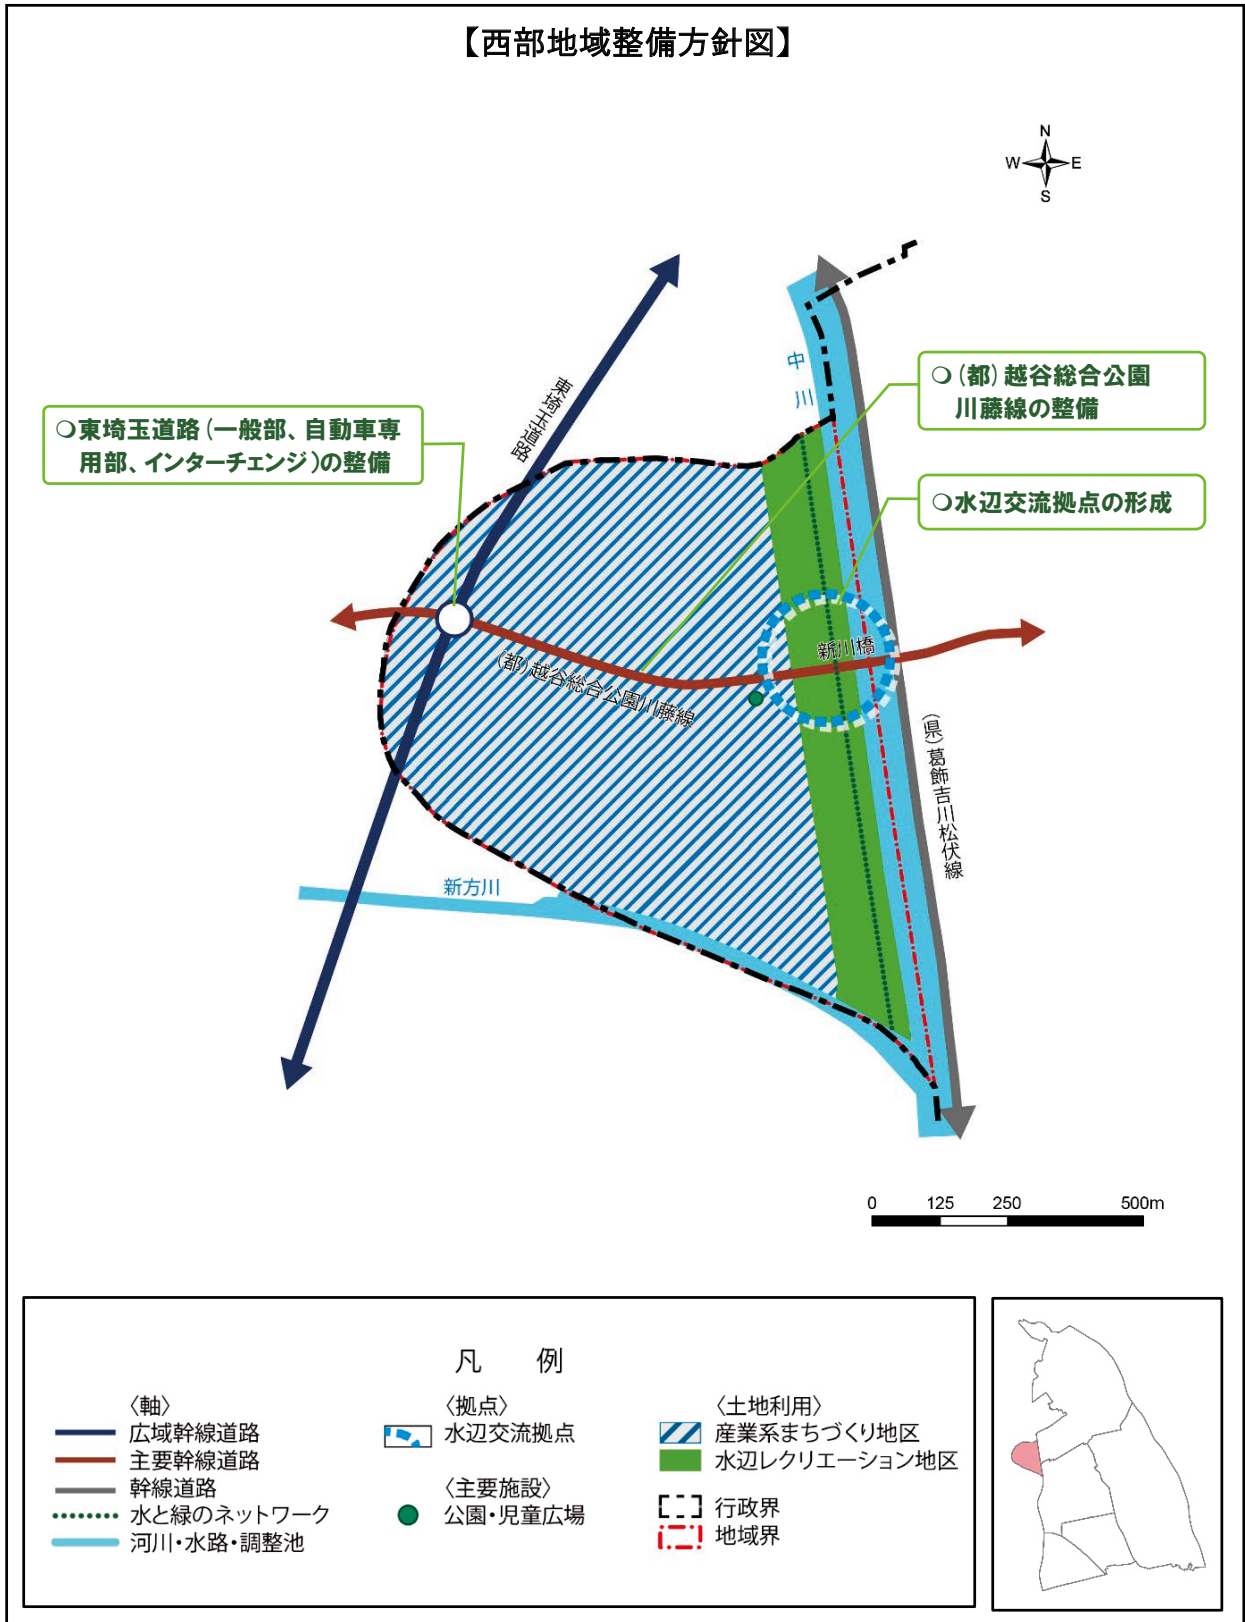 【西部地域整備方針図】
N
W E
S
東埼玉道路
中川
○(都)越谷総合公園
川藤線の整備
○東埼玉道路(一般部、自動車専
用部、インターチェンジ)の整備
○水辺交流拠点の形成
新川橋
(都)越谷総合公園川藤線
(県)葛飾吉川松伏線
新方川
0 125 250 500m
凡 例
〈軸〉
広域幹線道路
主要幹線道路
幹線道路
水と緑のネットワーク
河川・水路・調整池
〈拠点〉
水辺交流拠点
〈主要施設〉
公園・児童広場
〈土地利用〉
産業系まちづくり地区
水辺レクリエーション地区
行政界
地域界